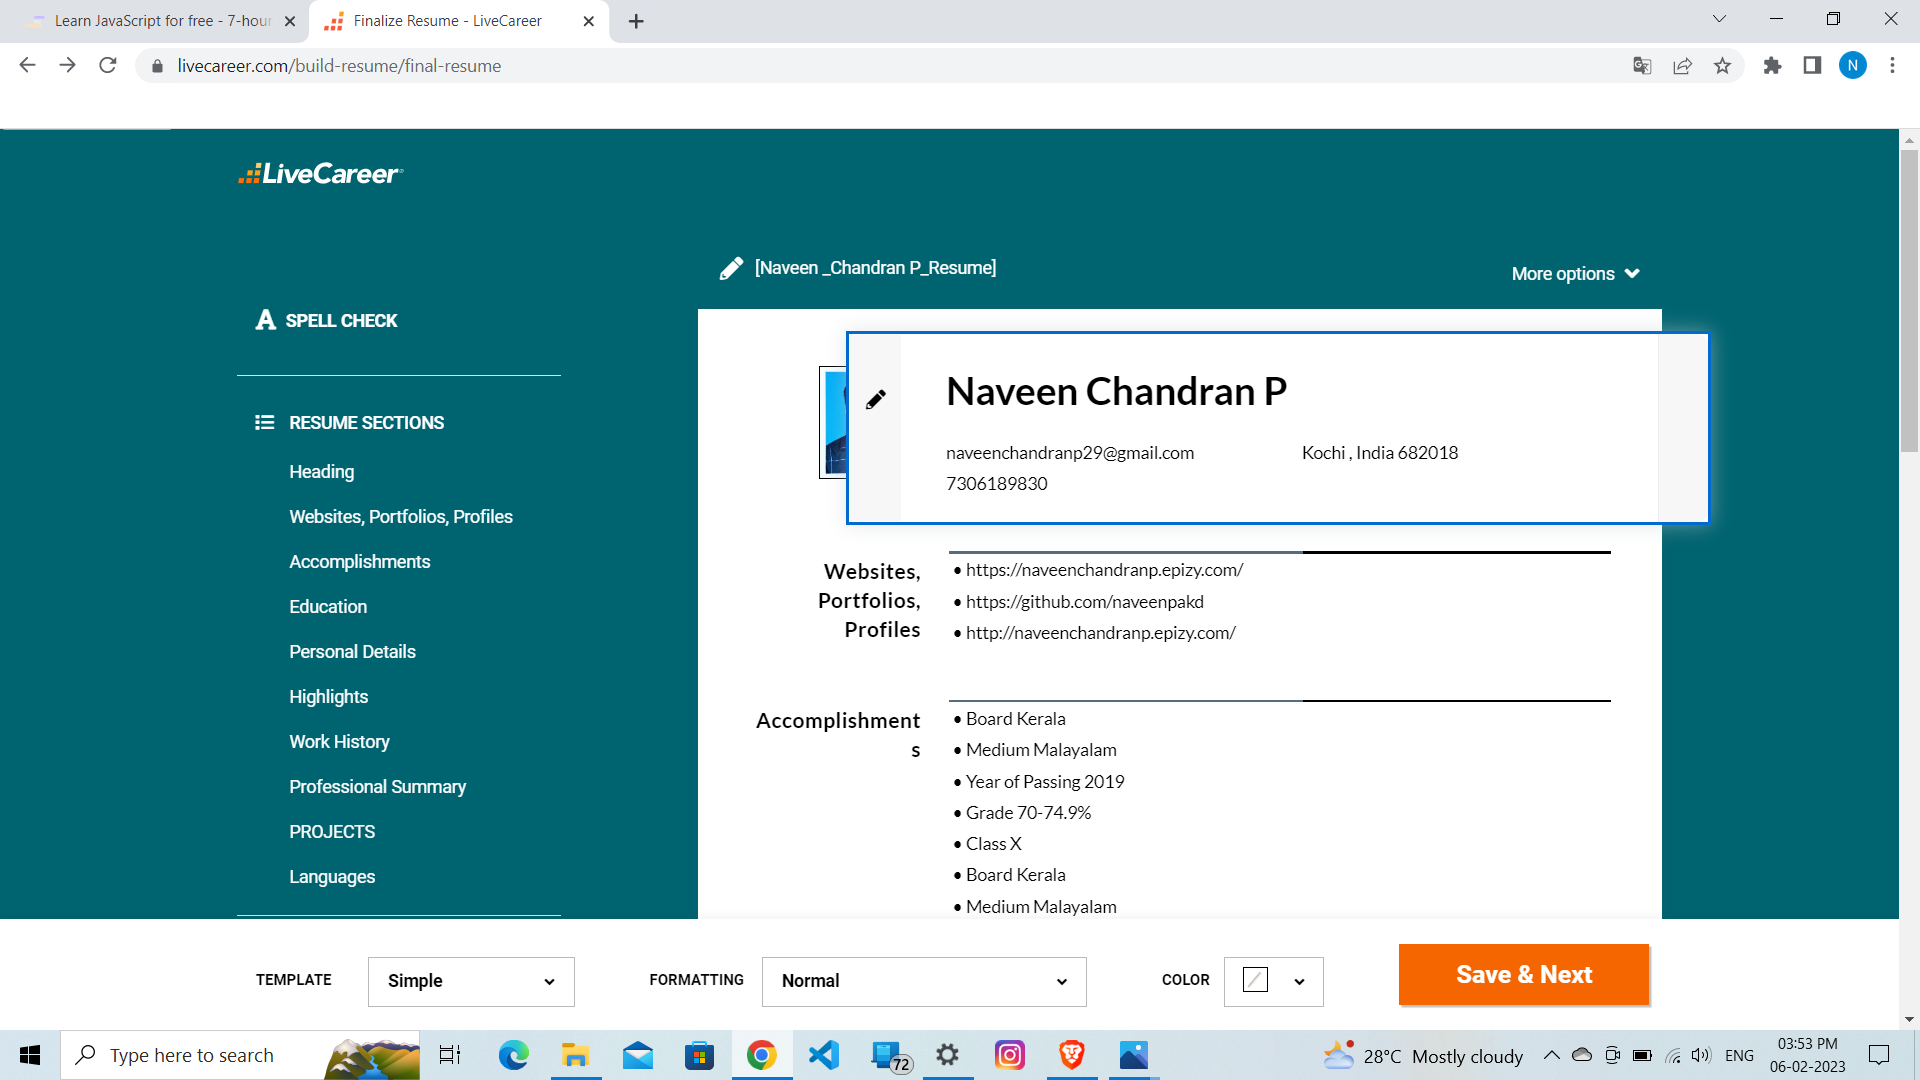 Learn JavaScript for free - 7-hour
Finalize Resume - LiveCareer
livecareer.com/build-resume/final-resume
N
LiveCareer
[Naveen _Chandran P_Resume]
More options
A SPELL CHECK
RESUME SECTIONS
Heading
Websites, Portfolios, Profiles
Accomplishments
Education
Personal Details
Highlights
Work History
Professional Summary
PROJECTS
Languages
Naveen Chandran P
naveenchandranp29@gmail.com
Kochi , India 682018
7306189830
Websites,
Portfolios,
Profiles
• https://naveenchandranp.epizy.com/
• https://github.com/naveenpakd
• http://naveenchandranp.epizy.com/
Accomplishment
s
• Board Kerala
• Medium Malayalam
• Year of Passing 2019
• Grade 70-74.9%
• Class X
• Board Kerala
• Medium Malayalam
TEMPLATE
Simple
FORMATTING
Normal
COLOR
Save & Next
Type here to search
72
28°C Mostly cloudy
ENG
03:53 PM
06-02-2023